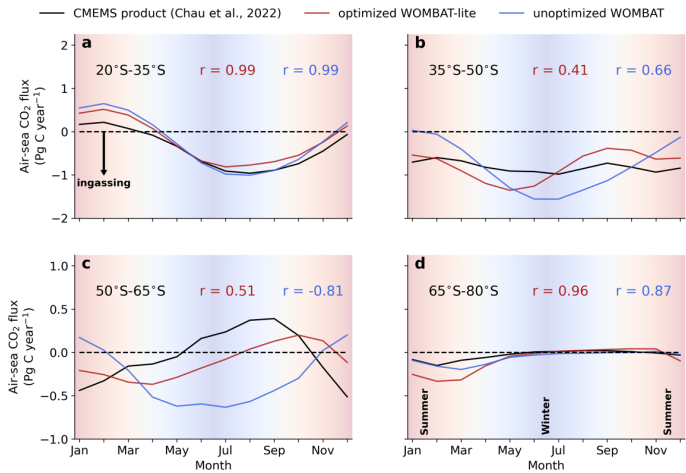 CMEMS product (Chau et al., 2022) optimized WOMBAT-lite unoptimized WOMBAT
a
20°S-35°S r = 0.99 r = 0.99
ingassing
2
1
0
−1
−2
Air-sea CO₂ flux
(Pg C year⁻¹)
b
35°S-50°S r = 0.41 r = 0.66
c
50°S-65°S r = 0.51 r = -0.81
1.0
0.5
0.0
−0.5
−1.0
Air-sea CO₂ flux
(Pg C year⁻¹)
Jan Mar May Jul Sep Nov
Month
d
65°S-80°S r = 0.96 r = 0.87
Summer
Winter
Summer
Jan Mar May Jul Sep Nov
Month